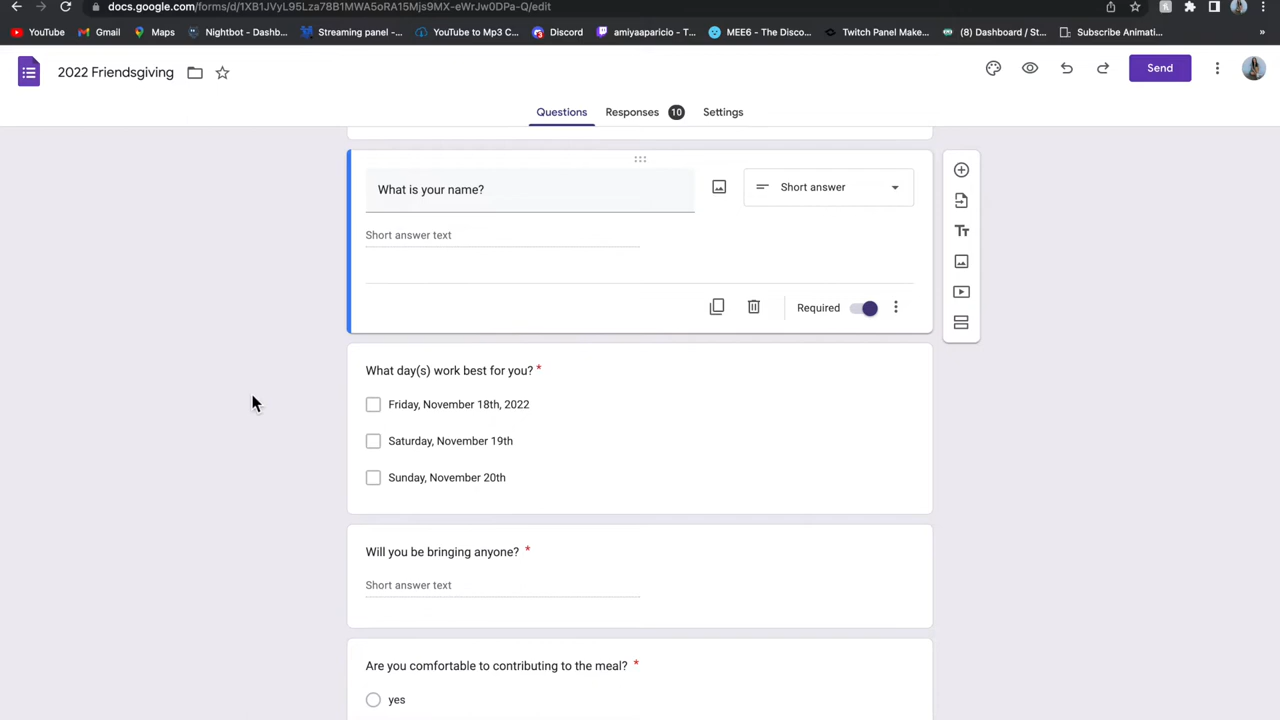 docs.google.com/forms/d/1XB1JVyL95Lza78B1MWA5oRA15Mjs9MX-eWrJw0DPa-Q/edit
YouTube Gmail Maps Nightbot - Dashb... Streaming panel -... YouTube to Mp3 C... Discord amiyaaparicio - T... MEE6 - The Disco... Twitch Panel Make... (8) Dashboard / St... Subscribe Animati... »
2022 Friendsgiving Send
Questions Responses 10 Settings
What is your name? Short answer
Short answer text
Required
What day(s) work best for you? *
Friday, November 18th, 2022
Saturday, November 19th
Sunday, November 20th
Will you be bringing anyone? *
Short answer text
Are you comfortable to contributing to the meal? *
yes